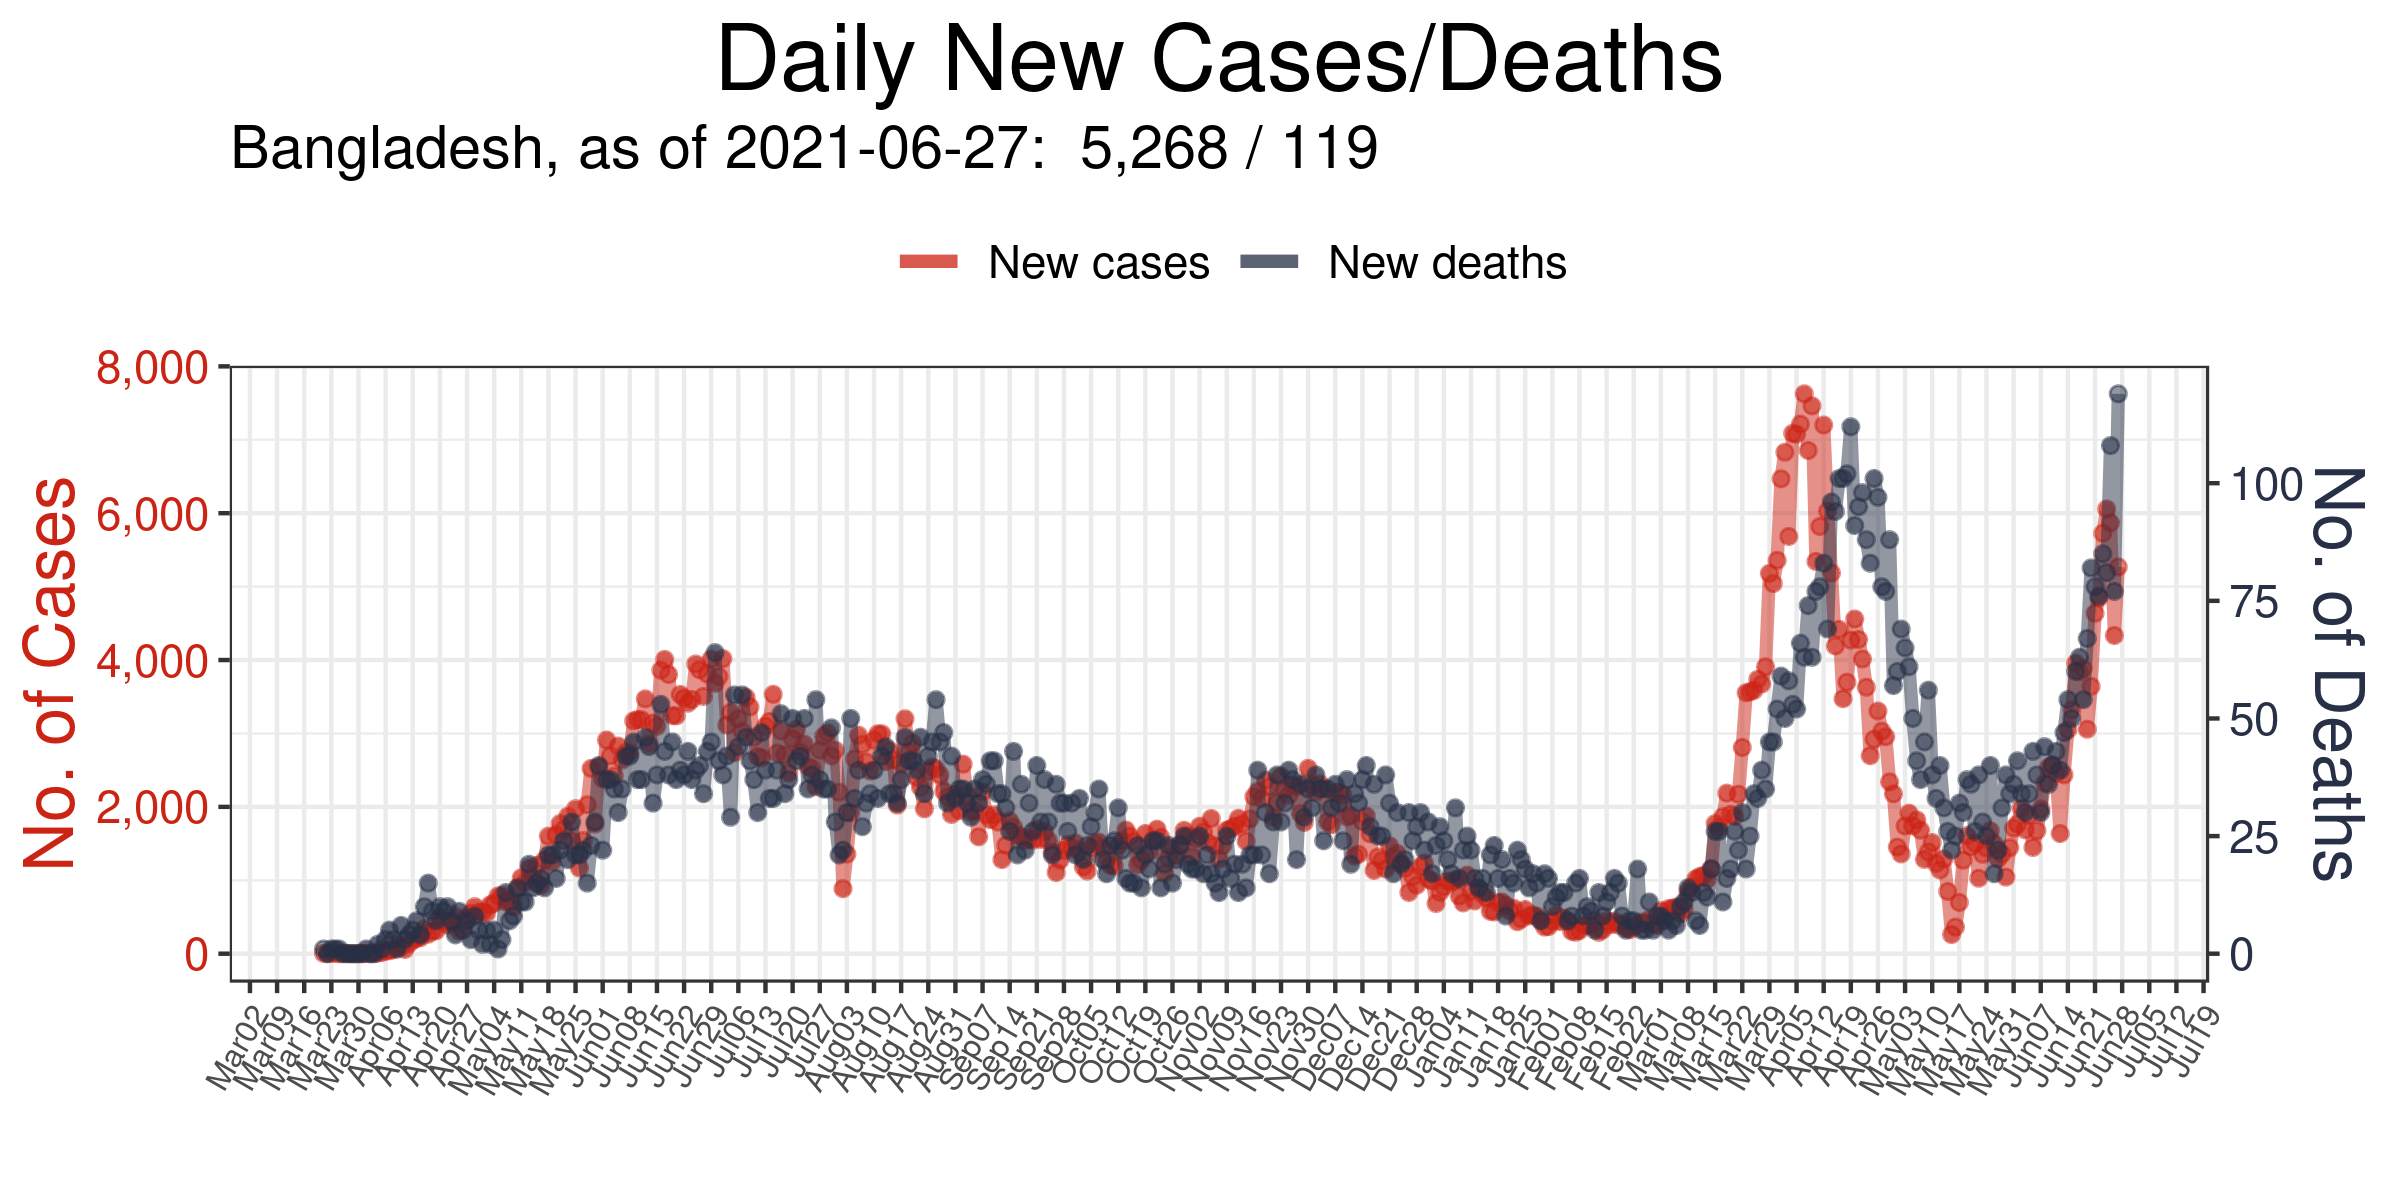 Daily New Cases/Deaths
Bangladesh, as of 2021-06-27:  5,268 / 119
New cases
New deaths
No. of Cases
8,000
6,000
4,000
2,000
0
100
75
50
25
0
No. of Deaths
Mar02
Mar09
Mar16
Mar23
Mar30
Apr06
Apr13
Apr20
Apr27
May04
May11
May18
May25
Jun01
Jun08
Jun15
Jun22
Jun29
Jul06
Jul13
Jul20
Jul27
Aug03
Aug10
Aug17
Aug24
Aug31
Sep07
Sep14
Sep21
Sep28
Oct05
Oct12
Oct19
Oct26
Nov02
Nov09
Nov16
Nov23
Nov30
Dec07
Dec14
Dec21
Dec28
Jan04
Jan11
Jan18
Jan25
Feb01
Feb08
Feb15
Feb22
Mar01
Mar08
Mar15
Mar22
Mar29
Apr05
Apr12
Apr19
Apr26
May03
May10
May17
May24
May31
Jun07
Jun14
Jun21
Jun28
Jul05
Jul12
Jul19